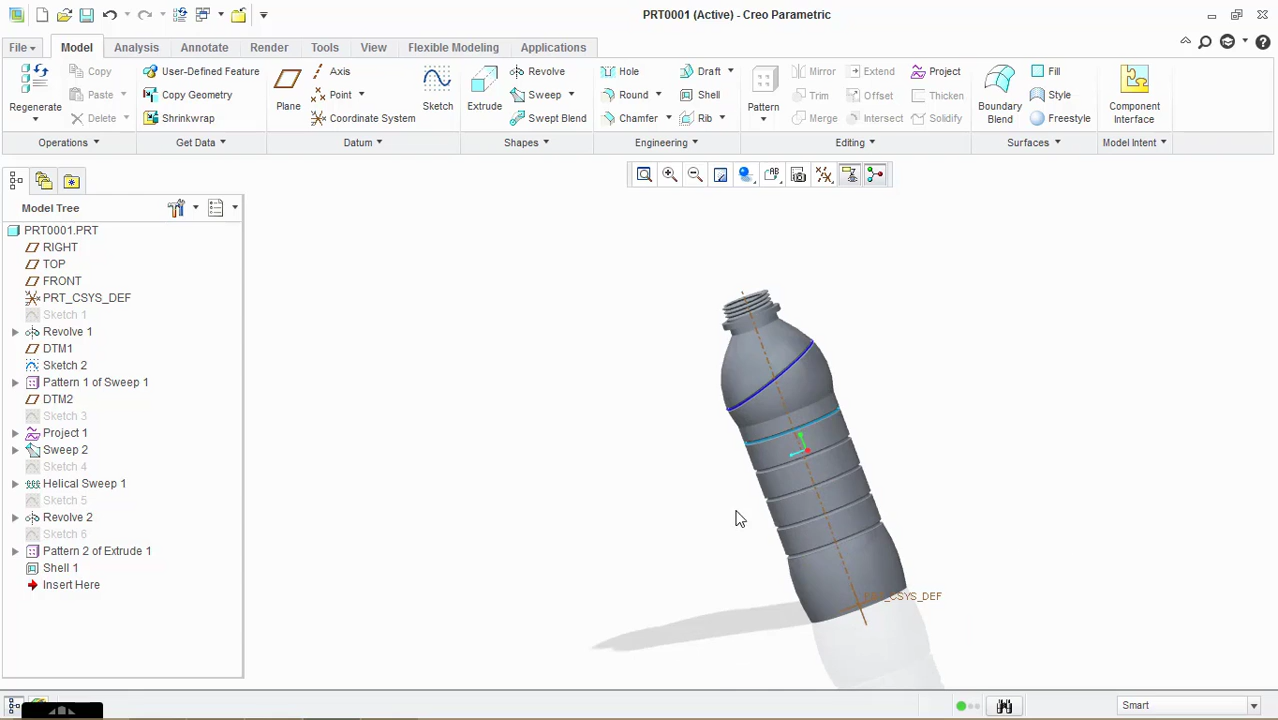 PRT0001 (Active) - Creo Parametric
File Model Analysis Annotate Render Tools View Flexible Modeling Applications
Regenerate
Copy
Paste
Delete
Operations
User-Defined Feature
Copy Geometry
Shrinkwrap
Get Data
Plane
Axis
Point
Coordinate System
Datum
Sketch
Extrude
Revolve
Sweep
Swept Blend
Shapes
Hole
Round
Chamfer
Draft
Shell
Rib
Engineering
Pattern
Mirror
Trim
Merge
Extend
Offset
Intersect
Project
Thicken
Solidify
Editing
Boundary
Blend
Fill
Style
Freestyle
Surfaces
Component
Interface
Model Intent
Model Tree
PRT0001.PRT
RIGHT
TOP
FRONT
PRT_CSYS_DEF
Sketch 1
Revolve 1
DTM1
Sketch 2
Pattern 1 of Sweep 1
DTM2
Sketch 3
Project 1
Sweep 2
Sketch 4
Helical Sweep 1
Sketch 5
Revolve 2
Sketch 6
Pattern 2 of Extrude 1
Shell 1
Insert Here
PRT_CSYS_DEF
Smart